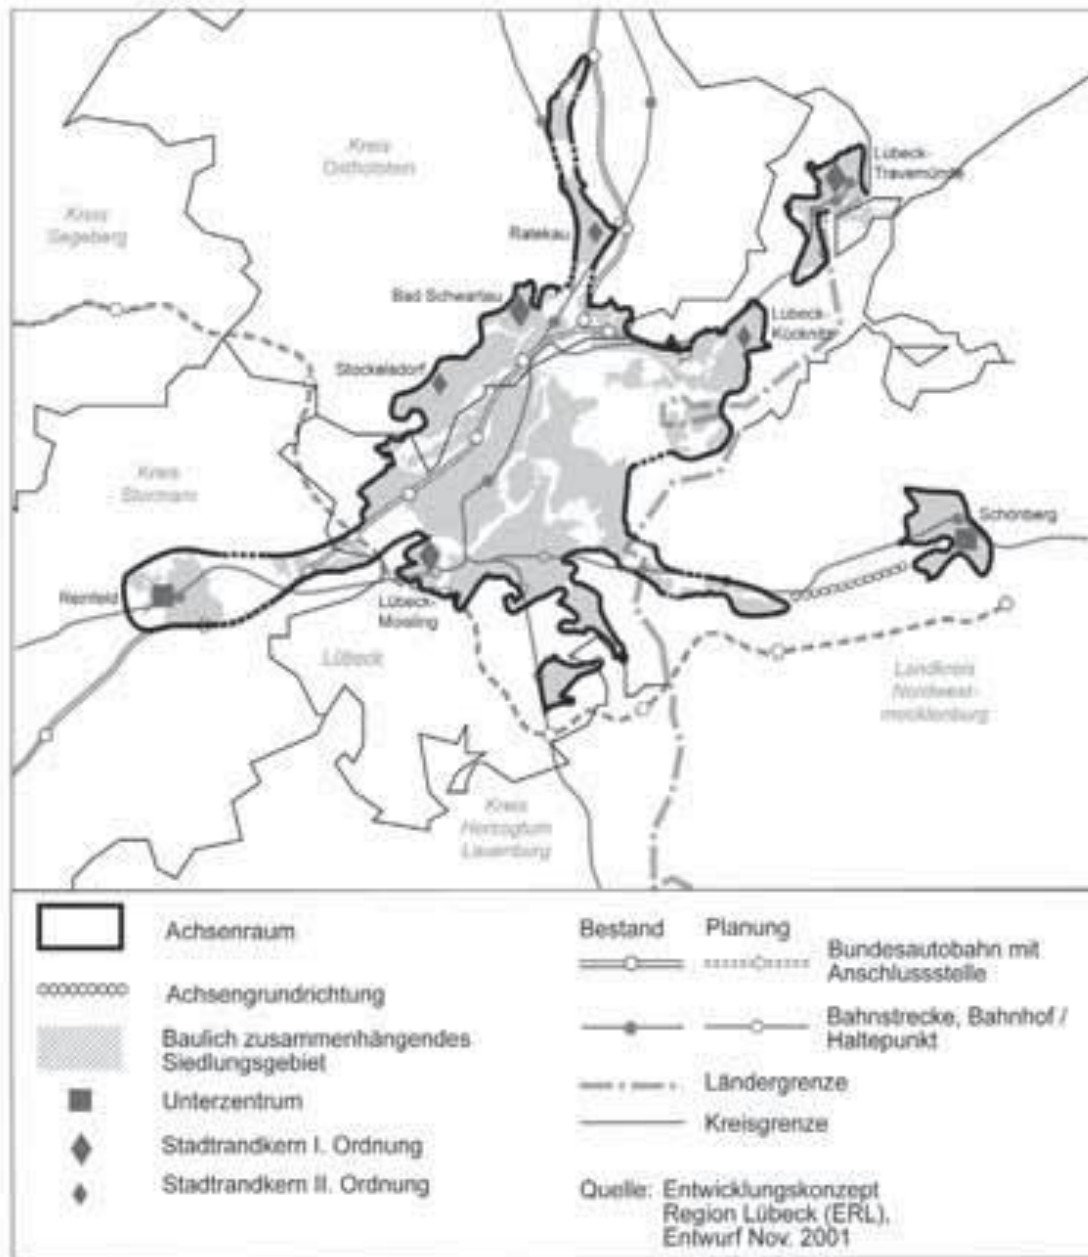 Kreis
Ostholstein
Lübeck-
Travemünde
Kreis
Segeberg
Ratekau
Bad Schwartau
Lübeck-
Kücknitz
Stockelsdorf
Kreis
Stormarn
Schönberg
Reinfeld
Lübeck-
Moisling
Lübeck
Landkreis
Nordwest-
mecklenburg
Kreis
Herzogtum
Lauenburg
Achsenraum
Achsengrundrichtung
Baulich zusammenhängendes
Siedlungsgebiet
Unterzentrum
Stadtrandkern I. Ordnung
Stadtrandkern II. Ordnung
Bestand Planung
Bundesautobahn mit
Anschlussstelle
Bahnstrecke, Bahnhof /
Haltepunkt
Ländergrenze
Kreisgrenze
Quelle: Entwicklungskonzept
Region Lübeck (ERL),
Entwurf Nov. 2001